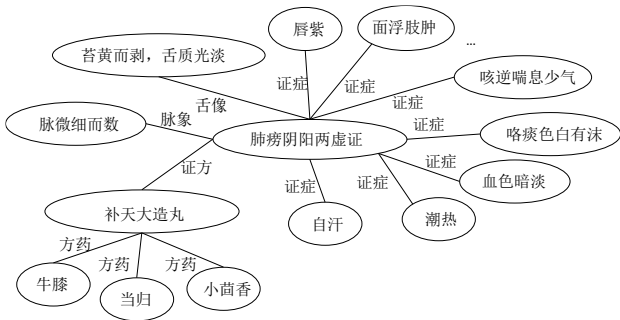 唇紫
面浮肢肿
…
苔黄而剥，舌质光淡
咳逆喘息少气
证症
证症
证症
舌像
脉微细而数
脉象
肺痨阴阳两虚证
证症
咯痰色白有沫
证方
证症
血色暗淡
证症
证症
补天大造丸
自汗
潮热
方药
方药
方药
牛膝
当归
小茴香